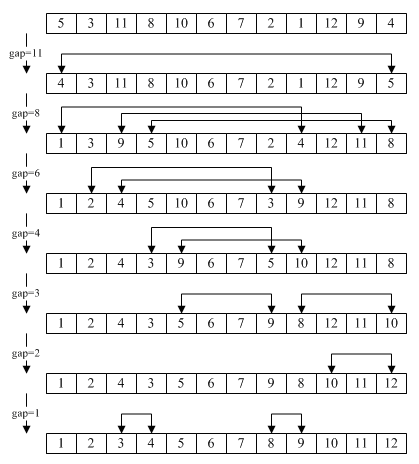 5 3 11 8 10 6 7 2 1 12 9 4
gap=11
4 3 11 8 10 6 7 2 1 12 9 5
gap=8
1 3 9 5 10 6 7 2 4 12 11 8
gap=6
1 2 4 5 10 6 7 3 9 12 11 8
gap=4
1 2 4 3 9 6 7 5 10 12 11 8
gap=3
1 2 4 3 5 6 7 9 8 12 11 10
gap=2
1 2 4 3 5 6 7 9 8 10 11 12
gap=1
1 2 3 4 5 6 7 8 9 10 11 12